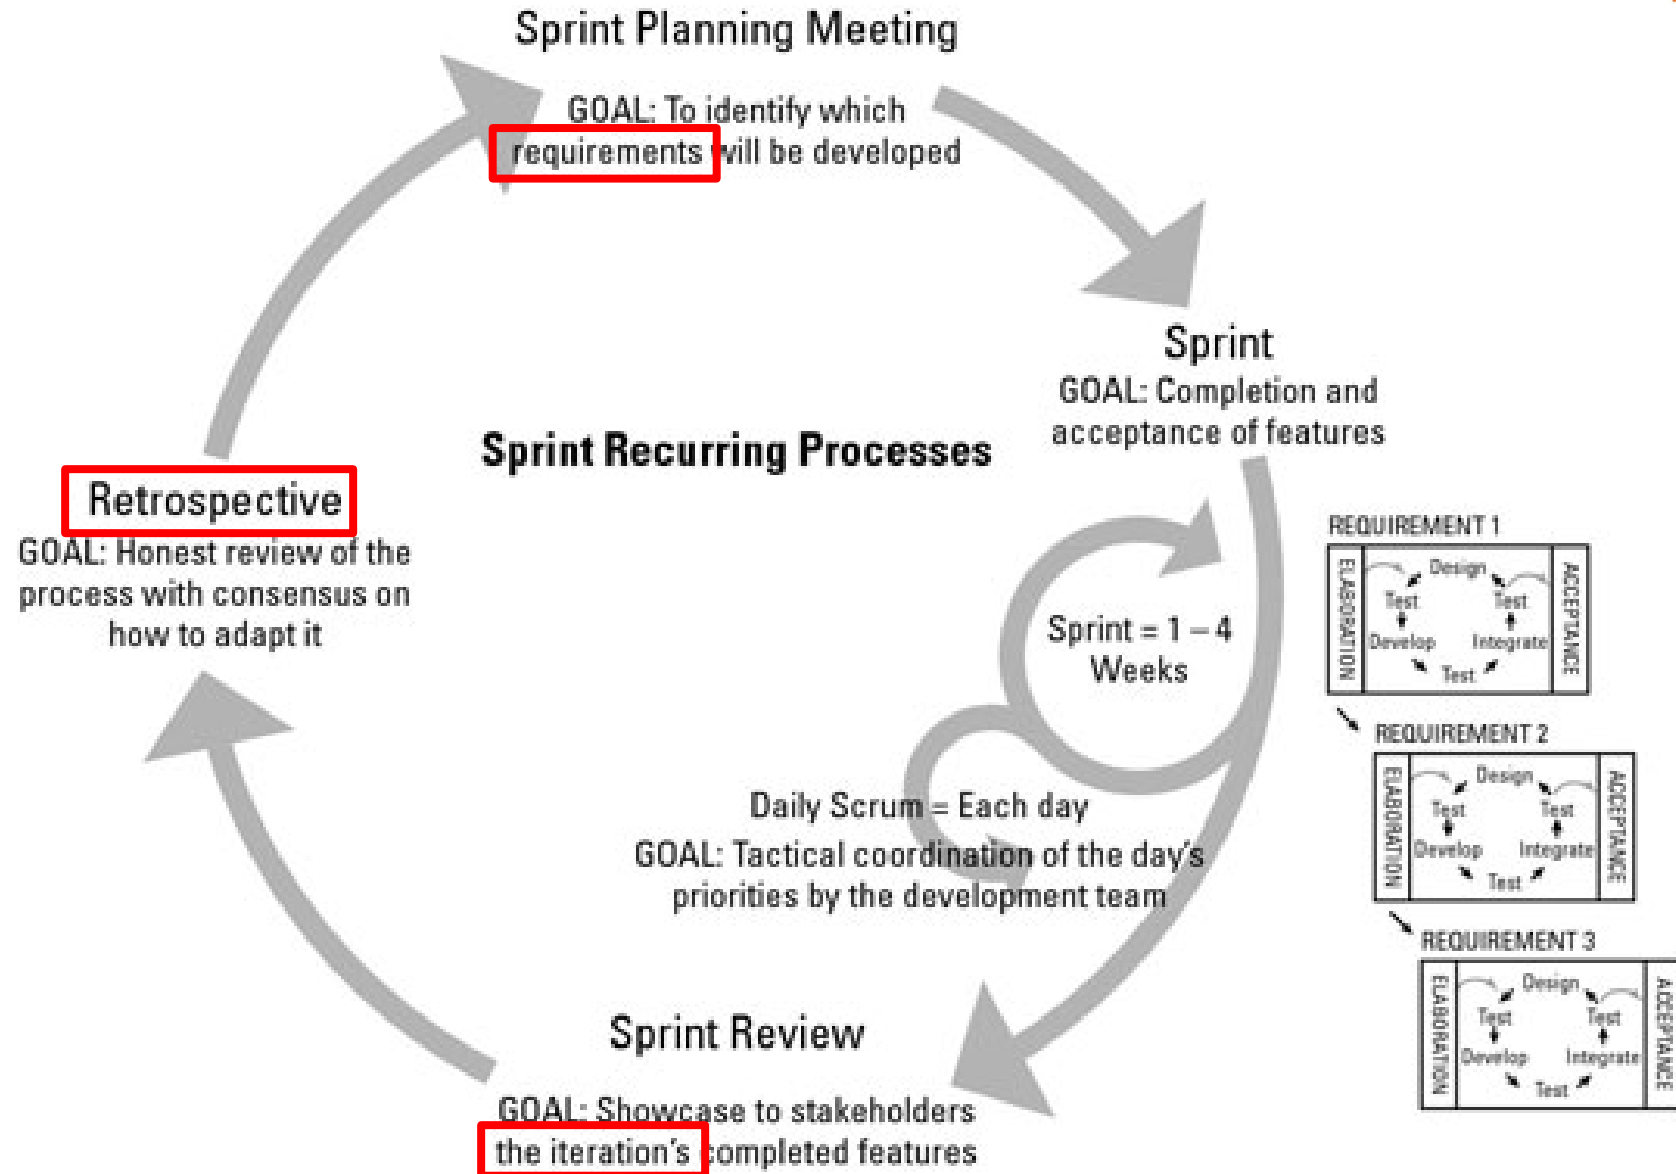 Sprint Planning Meeting
GOAL: To identify which
requirements will be developed
Sprint
GOAL: Completion and
acceptance of features
Sprint Recurring Processes
Retrospective
GOAL: Honest review of the
process with consensus on
how to adapt it
Sprint = 1 – 4
Weeks
Daily Scrum = Each day
GOAL: Tactical coordination of the day's
priorities by the development team
Sprint Review
GOAL: Showcase to stakeholders
the iteration's completed features
REQUIREMENT 1
ELABORATION
Design
Test Test
Develop Integrate
Test
ACCEPTANCE
REQUIREMENT 2
ELABORATION
Design
Test Test
Develop Integrate
Test
ACCEPTANCE
REQUIREMENT 3
ELABORATION
Design
Test Test
Develop Integrate
Test
ACCEPTANCE